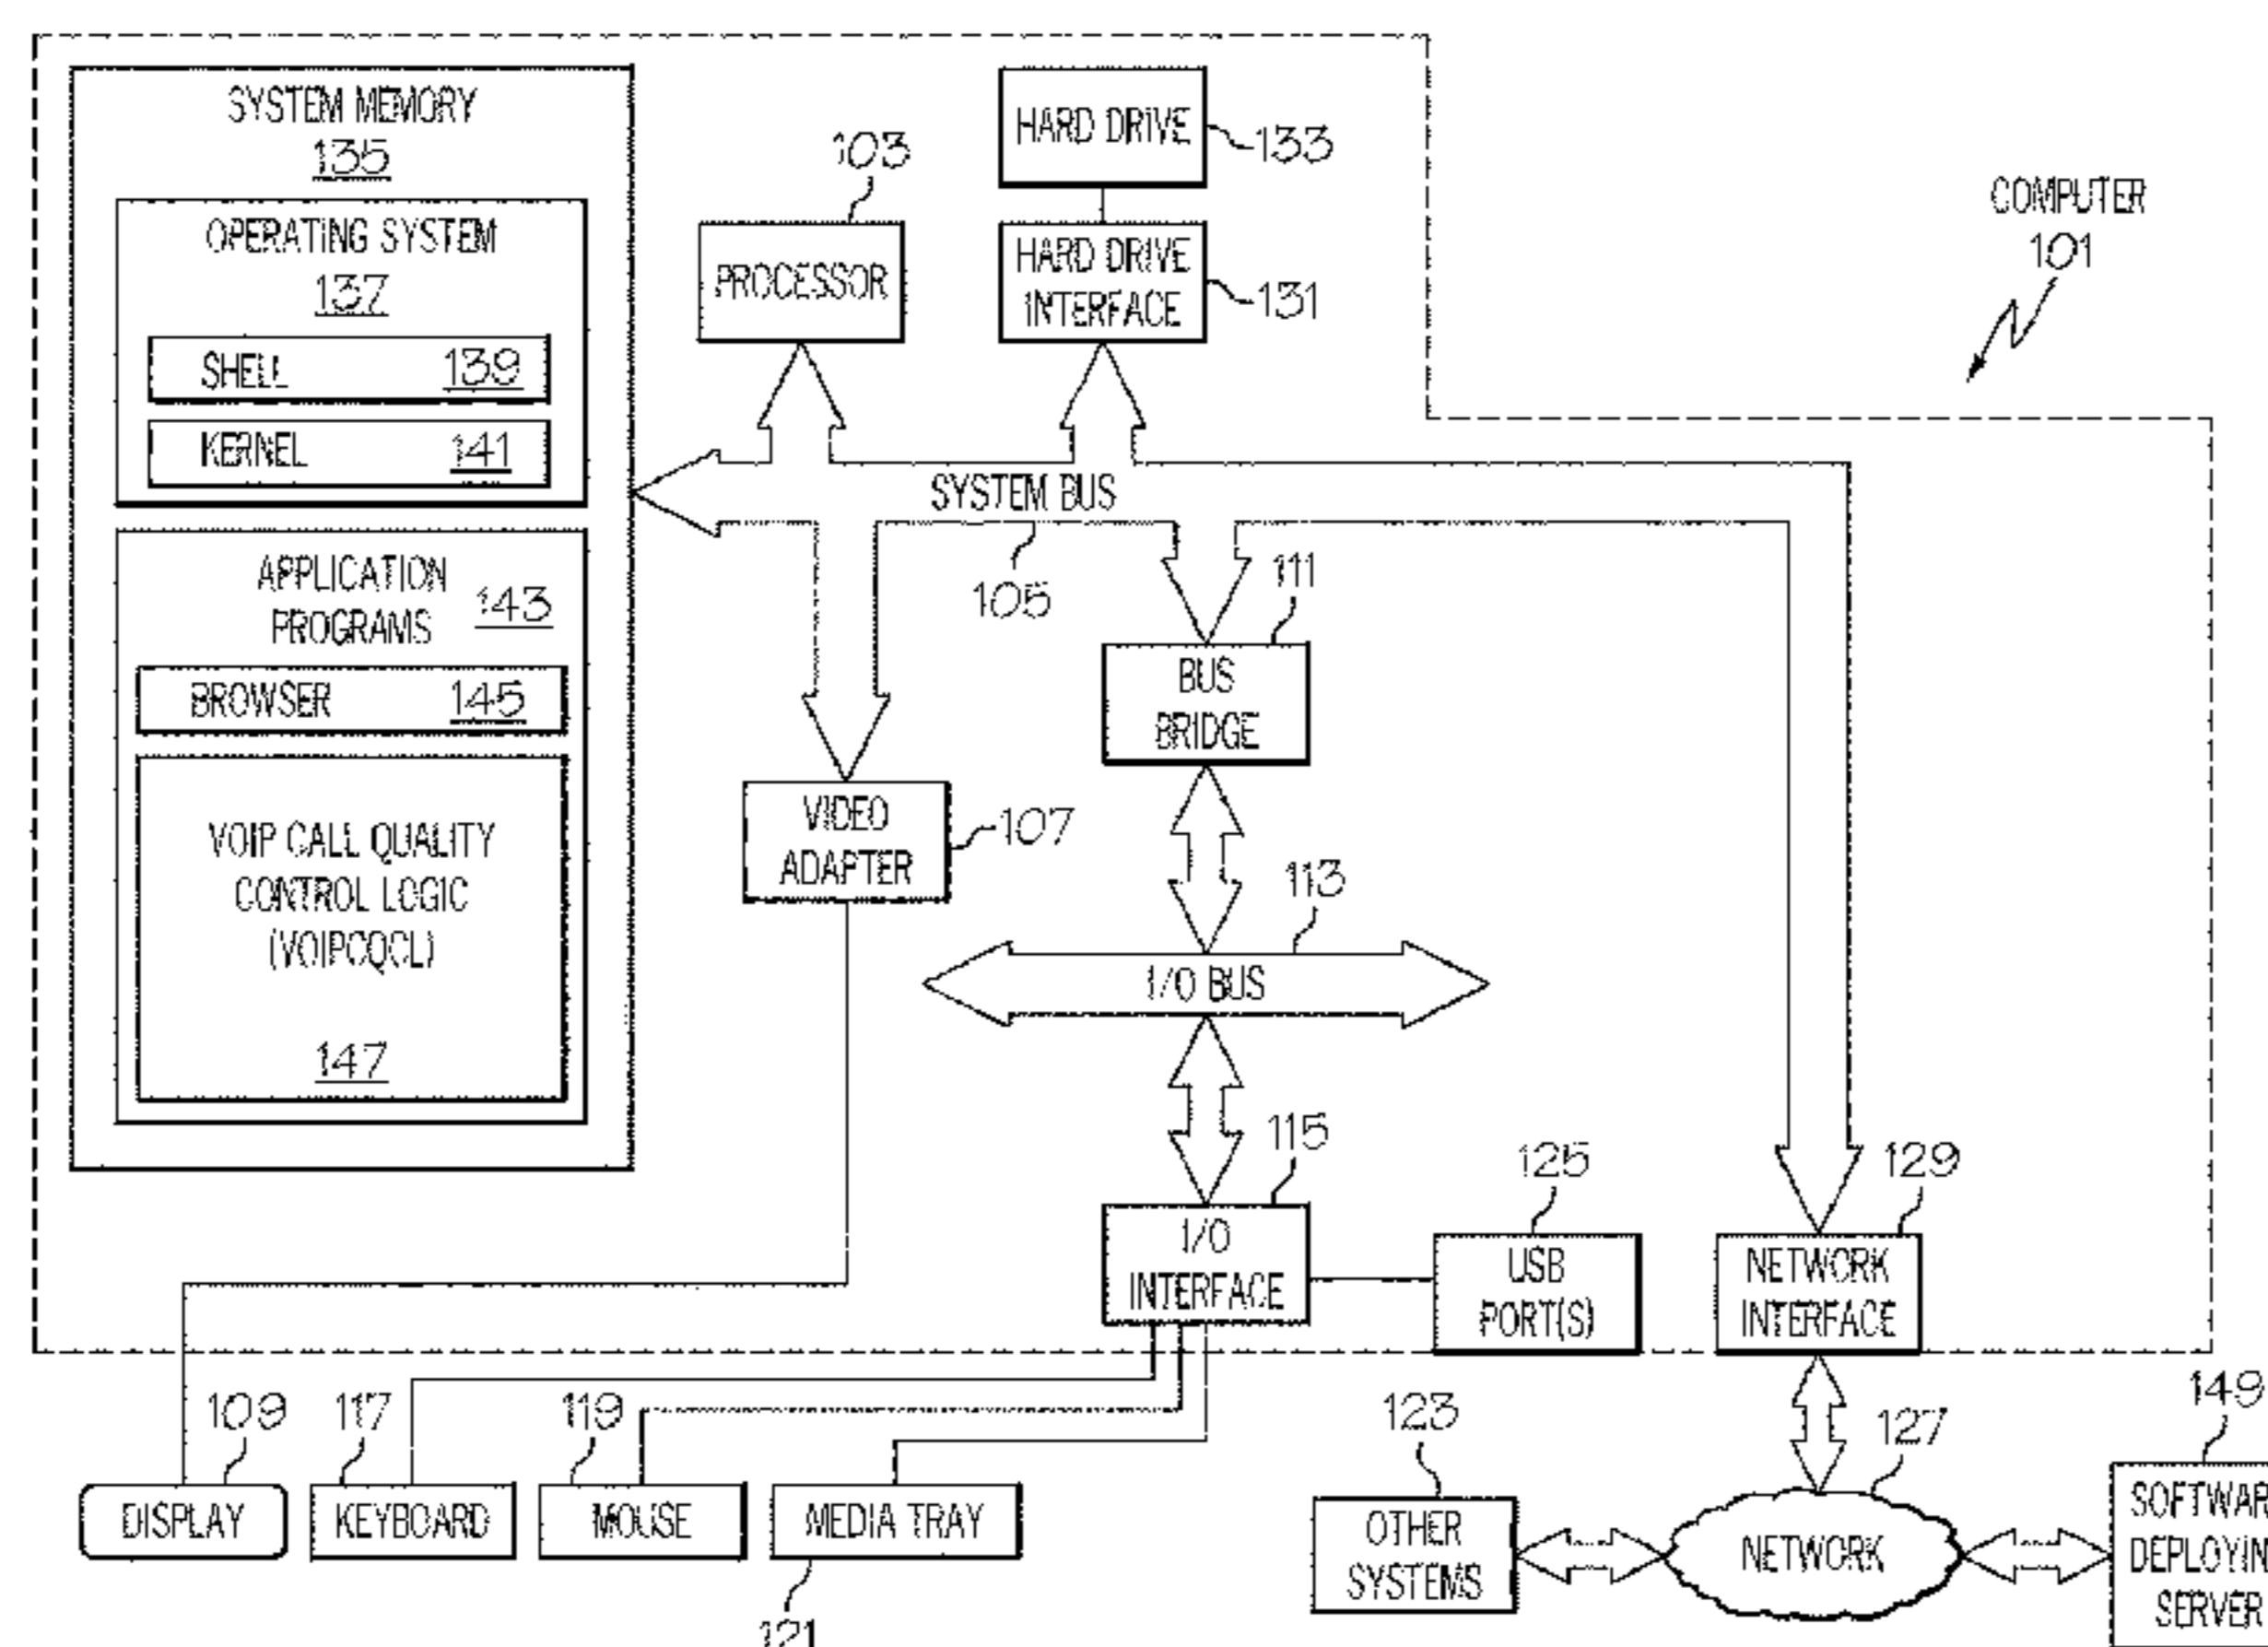 SYSTEM MEMORY
135
OPERATING SYSTEM
137
SHELL 139
KERNEL 141
APPLICATION
PROGRAMS
143
BROWSER 145
VOIP CALL QUALITY
CONTROL LOGIC
(VOIPCQCL)
147
103
PROCESSOR
HARD DRIVE
133
HARD DRIVE
INTERFACE
131
COMPUTER
101
SYSTEM BUS
105
111
BUS
BRIDGE
VIDEO
ADAPTER
107
113
I/O BUS
115
I/O
INTERFACE
125
USB
PORT(S)
129
NETWORK
INTERFACE
109
DISPLAY
117
KEYBOARD
119
MOUSE
MEDIA TRAY
121
123
OTHER
SYSTEMS
127
NETWORK
149
SOFTWAR
DEPLOYIN
SERVER